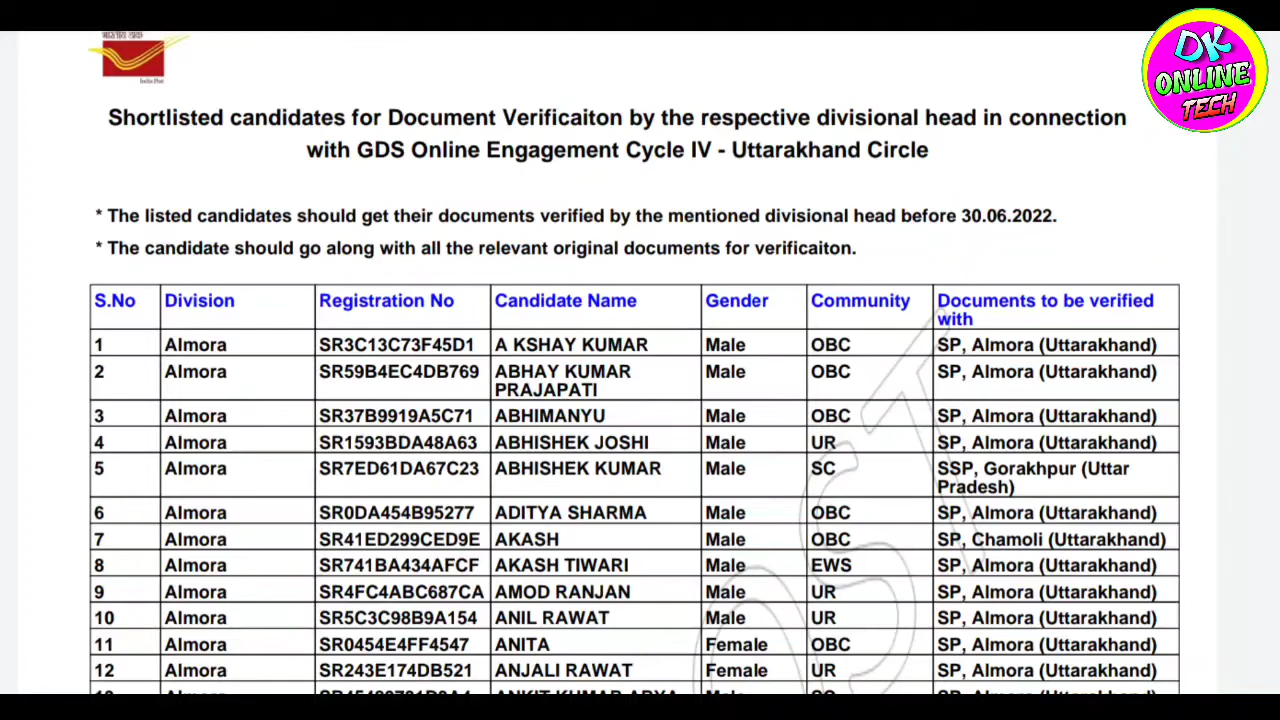 भारतीय डाक
India Post
DK
ONLINE
TECH
Shortlisted candidates for Document Verificaiton by the respective divisional head in connection
with GDS Online Engagement Cycle IV - Uttarakhand Circle
* The listed candidates should get their documents verified by the mentioned divisional head before 30.06.2022.
* The candidate should go along with all the relevant original documents for verificaiton.
S.No Division Registration No Candidate Name Gender Community Documents to be verified
with
1 Almora SR3C13C73F45D1 A KSHAY KUMAR Male OBC SP, Almora (Uttarakhand)
2 Almora SR59B4EC4DB769 ABHAY KUMAR Male OBC SP, Almora (Uttarakhand)
PRAJAPATI
3 Almora SR37B9919A5C71 ABHIMANYU Male OBC SP, Almora (Uttarakhand)
4 Almora SR1593BDA48A63 ABHISHEK JOSHI Male UR SP, Almora (Uttarakhand)
5 Almora SR7ED61DA67C23 ABHISHEK KUMAR Male SC SSP, Gorakhpur (Uttar
Pradesh)
6 Almora SR0DA454B95277 ADITYA SHARMA Male OBC SP, Almora (Uttarakhand)
7 Almora SR41ED299CED9E AKASH Male OBC SP, Chamoli (Uttarakhand)
8 Almora SR741BA434AFCF AKASH TIWARI Male EWS SP, Almora (Uttarakhand)
9 Almora SR4FC4ABC687CA AMOD RANJAN Male UR SP, Almora (Uttarakhand)
10 Almora SR5C3C98B9A154 ANIL RAWAT Male UR SP, Almora (Uttarakhand)
11 Almora SR0454E4FF4547 ANITA Female OBC SP, Almora (Uttarakhand)
12 Almora SR243E174DB521 ANJALI RAWAT Female UR SP, Almora (Uttarakhand)